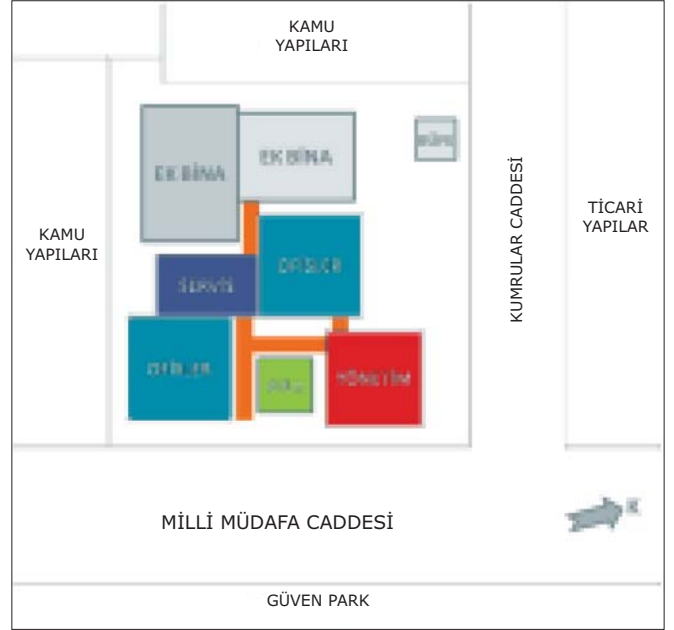 KAMU
YAPILARI
EK BİNA
EK BİNA
KUMRULAR CADDESİ
TİCARİ
YAPILAR
KAMU
YAPILARI
OFİSLER
SERVİS
OFİSLER
YÖNETİM
K
MİLLİ MÜDAFA CADDESİ
GÜVEN PARK